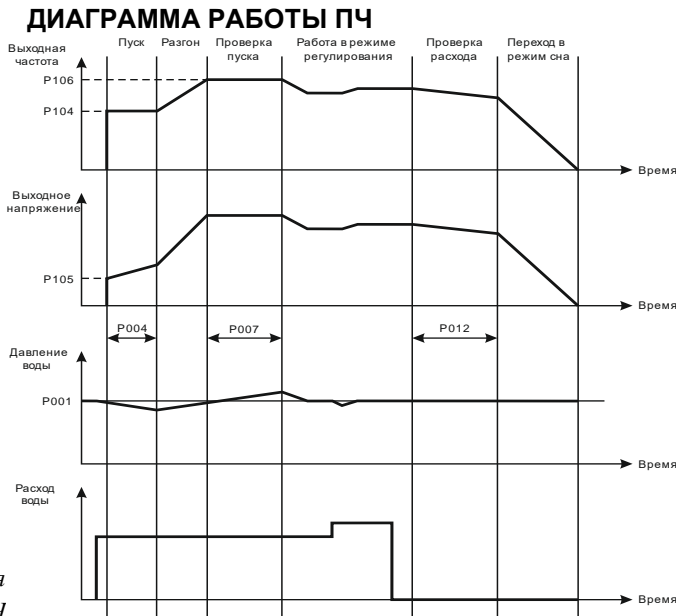 ДИАГРАММА РАБОТЫ ПЧ
Выходная
частота
Пуск
Разгон
Проверка
пуска
Работа в режиме
регулирования
Проверка
расхода
Переход в
режим сна
P106
P104
Время
Выходное
напряжение
P105
Время
P004
P007
P012
Давление
воды
P001
Время
Расход
воды
Время
я